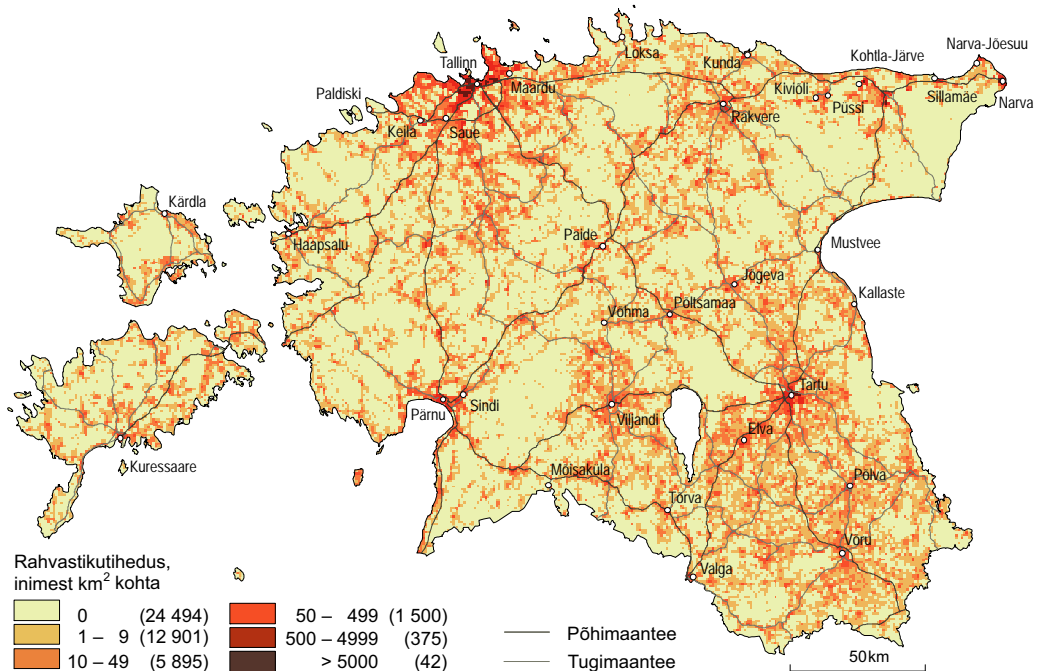 Loksa
Kunda
Narva-Jõesuu
Kohtla-Järve
Tallinn
Maardu
Kiviõli
Püssi
Sillamäe
Narva
Paldiski
Keila
Saue
Rakvere
Kärdla
Haapsalu
Paide
Mustvee
Jõgeva
Kallaste
Võhma
Põltsamaa
Tartu
Pärnu
Sindi
Viljandi
Elva
Kuressaare
Mõisaküla
Põlva
Tõrva
Võru
Valga
Rahvastikutihedus,
inimest km² kohta
0 (24 494)
1 – 9 (12 901)
10 – 49 (5 895)
50 – 499 (1 500)
500 – 4999 (375)
> 5000 (42)
Põhimaantee
Tugimaantee
50km